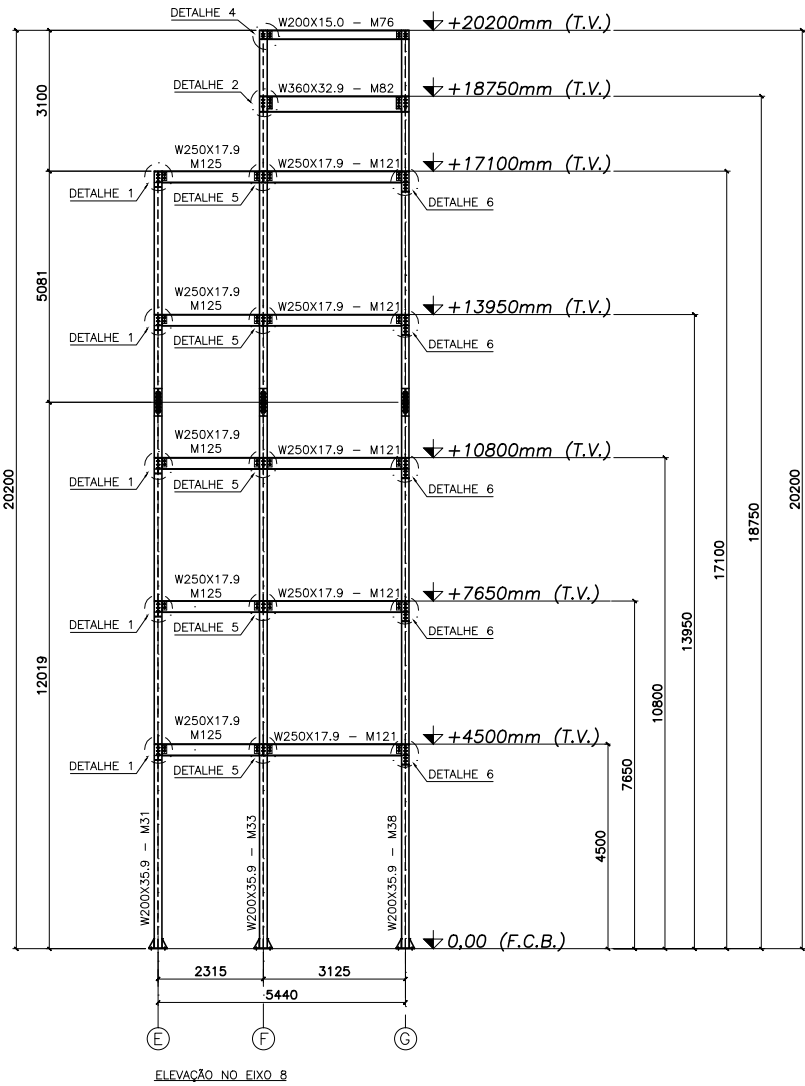 DETALHE 4
W200X15.0 – M76
+20200mm (T.V.)
DETALHE 2
W360X32.9 – M82
+18750mm (T.V.)
3100
W250X17.9
M125
W250X17.9 – M121
+17100mm (T.V.)
DETALHE 1
DETALHE 5
DETALHE 6
5081
W250X17.9
M125
W250X17.9 – M121
+13950mm (T.V.)
DETALHE 1
DETALHE 5
DETALHE 6
W250X17.9
M125
W250X17.9 – M121
+10800mm (T.V.)
DETALHE 1
DETALHE 5
DETALHE 6
20200
20200
18750
17100
W250X17.9
M125
W250X17.9 – M121
+7650mm (T.V.)
DETALHE 1
DETALHE 5
DETALHE 6
13950
12019
10800
W250X17.9
M125
W250X17.9 – M121
+4500mm (T.V.)
DETALHE 1
DETALHE 5
DETALHE 6
7650
4500
W200X35.9 – M31
W200X35.9 – M33
W200X35.9 – M38
0,00 (F.C.B.)
2315
3125
5440
E
F
G
ELEVAÇÃO NO EIXO 8